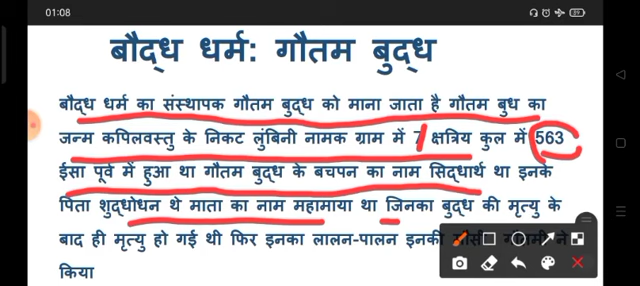 01:08
बौद्ध धर्म: गौतम बुद्ध
बौद्ध धर्म का संस्थापक गौतम बुद्ध को माना जाता है गौतम बुध का
जन्म कपिलवस्तु के निकट लुंबिनी नामक ग्राम में क्षत्रिय कुल में 563
ईसा पूर्व में हुआ था गौतम बुद्ध के बचपन का नाम सिद्धार्थ था इनके
पिता शुद्धोधन थे माता का नाम महामाया था जिनका बुद्ध की मृत्यु के
बाद ही मृत्यु हो गई थी फिर इनका लालन-पालन इनकी ने
किया